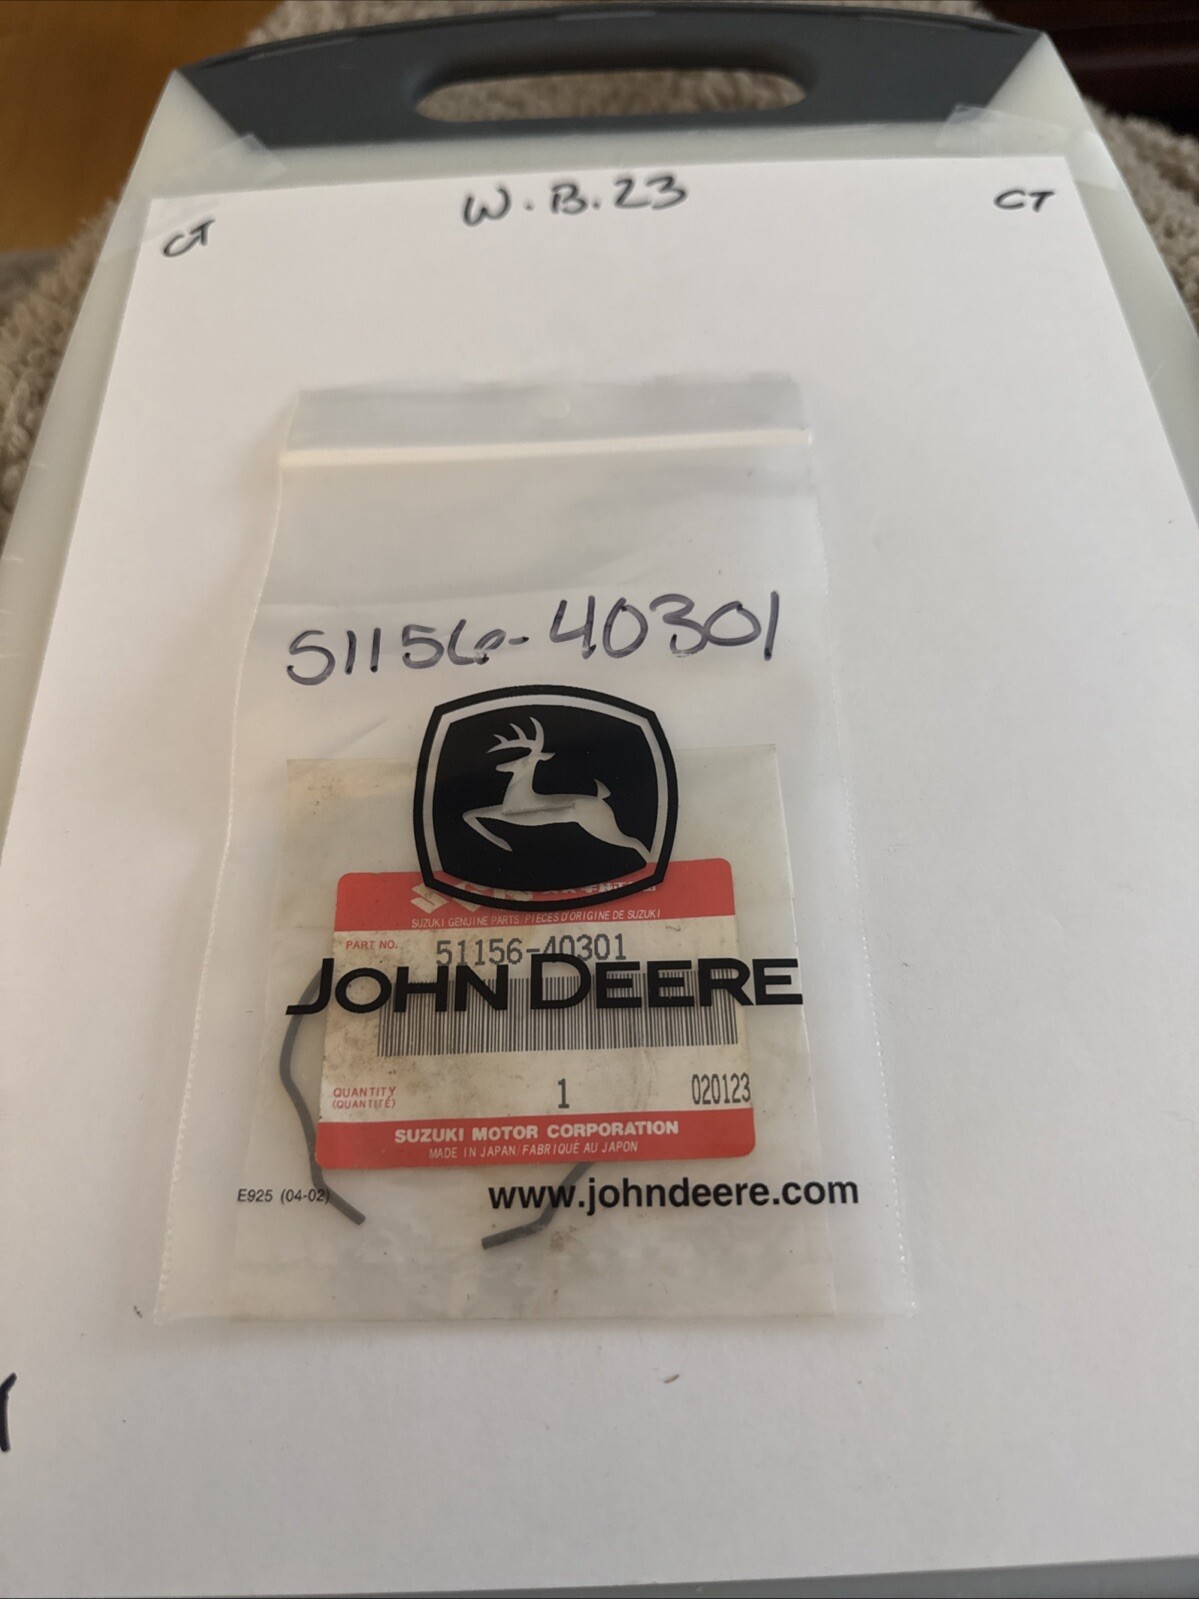 CT
W.B.23
CT
51156-40301
SUZUKI GENUINE PARTS/PIECES D'ORIGINE DE SUZUKI
PART NO.
51156-40301
JOHN DEERE
QUANTITY
(QUANTITÉ)
1
020123
SUZUKI MOTOR CORPORATION
MADE IN JAPAN/FABRIQUÉ AU JAPON
E925 (04-02)
www.johndeere.com